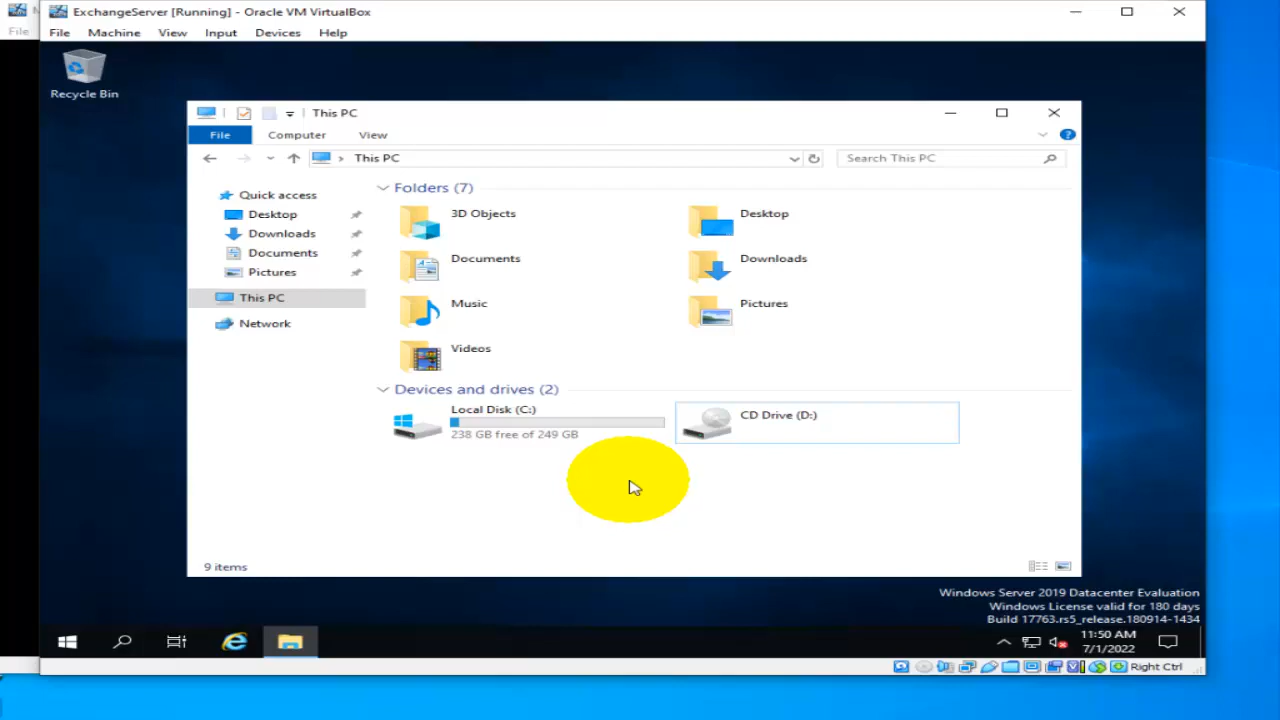 ExchangeServer [Running] - Oracle VM VirtualBox
File
File Machine View Input Devices Help
Recycle Bin
This PC
File Computer View
This PC
Search This PC
Quick access
Desktop
Downloads
Documents
Pictures
This PC
Network
Folders (7)
3D Objects
Desktop
Documents
Downloads
Music
Pictures
Videos
Devices and drives (2)
Local Disk (C:)
238 GB free of 249 GB
CD Drive (D:)
9 items
Windows Server 2019 Datacenter Evaluation
Windows License valid for 180 days
Build 17763.rs5_release.180914-1434
11:50 AM
7/1/2022
Right Ctrl